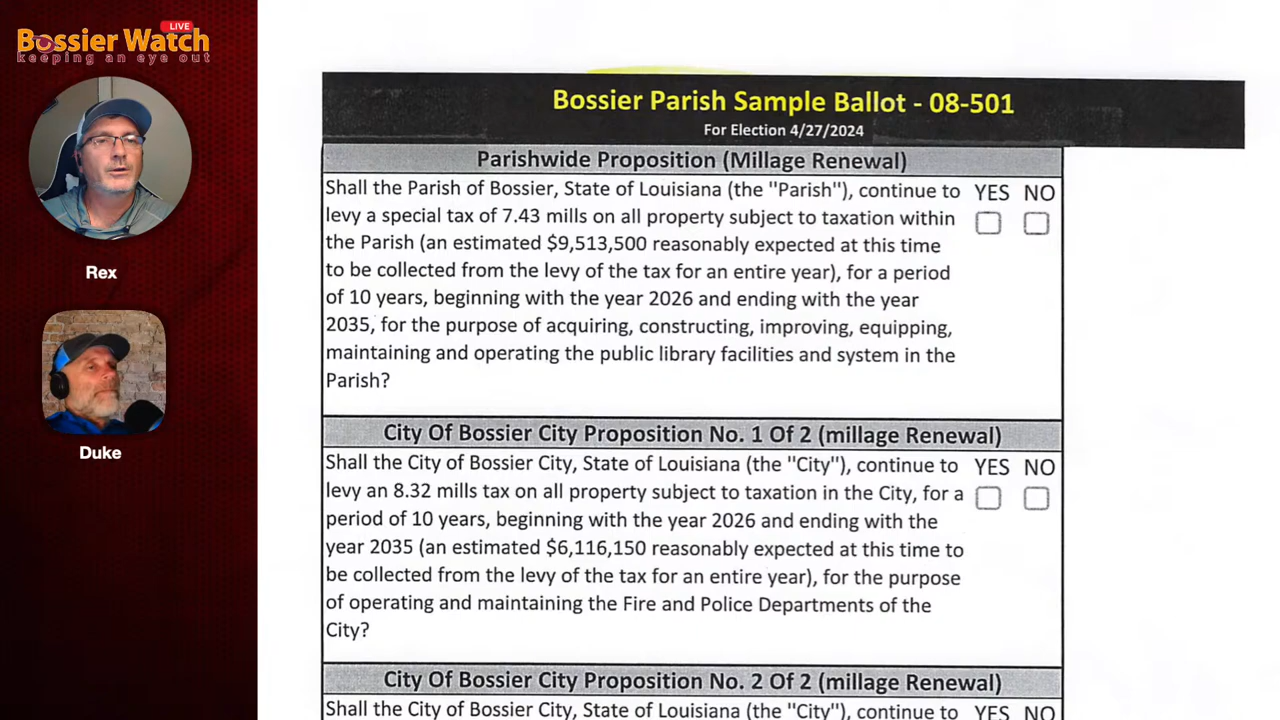 LIVE
Bossier Watch
keeping an eye out
Rex
Duke
Bossier Parish Sample Ballot - 08-501
For Election 4/27/2024
Parishwide Proposition (Millage Renewal)
Shall the Parish of Bossier, State of Louisiana (the "Parish"), continue to YES NO
levy a special tax of 7.43 mills on all property subject to taxation within
the Parish (an estimated $9,513,500 reasonably expected at this time
to be collected from the levy of the tax for an entire year), for a period
of 10 years, beginning with the year 2026 and ending with the year
2035, for the purpose of acquiring, constructing, improving, equipping,
maintaining and operating the public library facilities and system in the
Parish?
City Of Bossier City Proposition No. 1 Of 2 (millage Renewal)
Shall the City of Bossier City, State of Louisiana (the "City"), continue to YES NO
levy an 8.32 mills tax on all property subject to taxation in the City, for a
period of 10 years, beginning with the year 2026 and ending with the
year 2035 (an estimated $6,116,150 reasonably expected at this time to
be collected from the levy of the tax for an entire year), for the purpose
of operating and maintaining the Fire and Police Departments of the
City?
City Of Bossier City Proposition No. 2 Of 2 (millage Renewal)
Shall the City of Bossier City, State of Louisiana (the "City"), continue to YES NO